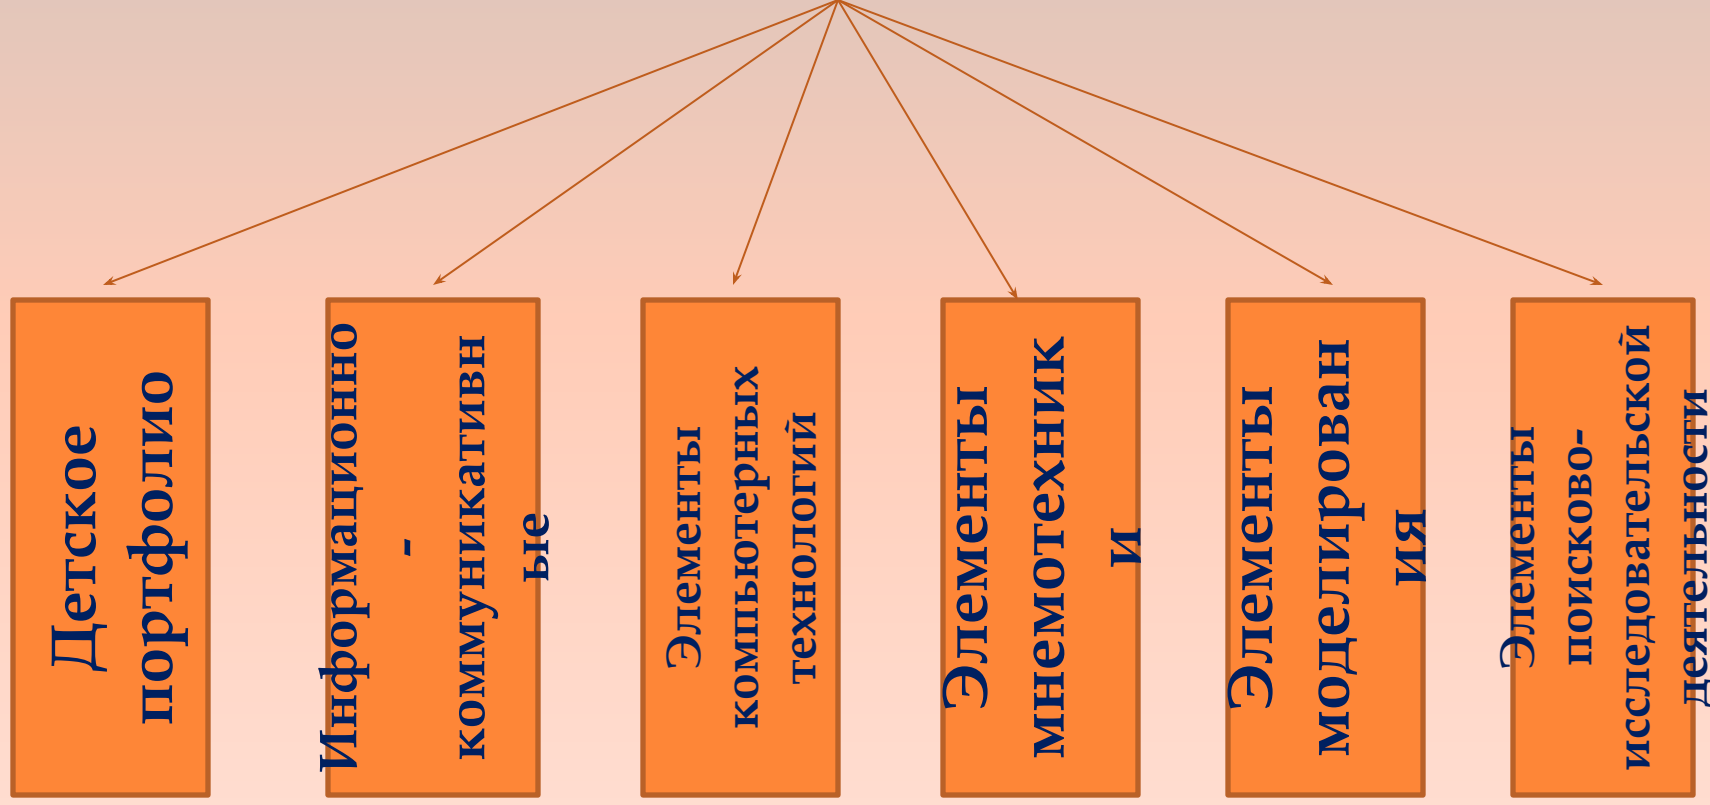 Детское
портфолио
Информационно
-
коммуникативн
ые
Элементы
компьютерных
технологий
Элементы
мнемотехник
и
Элементы
моделирован
ия
Элементы
поисково-
исследовательской
деятельности